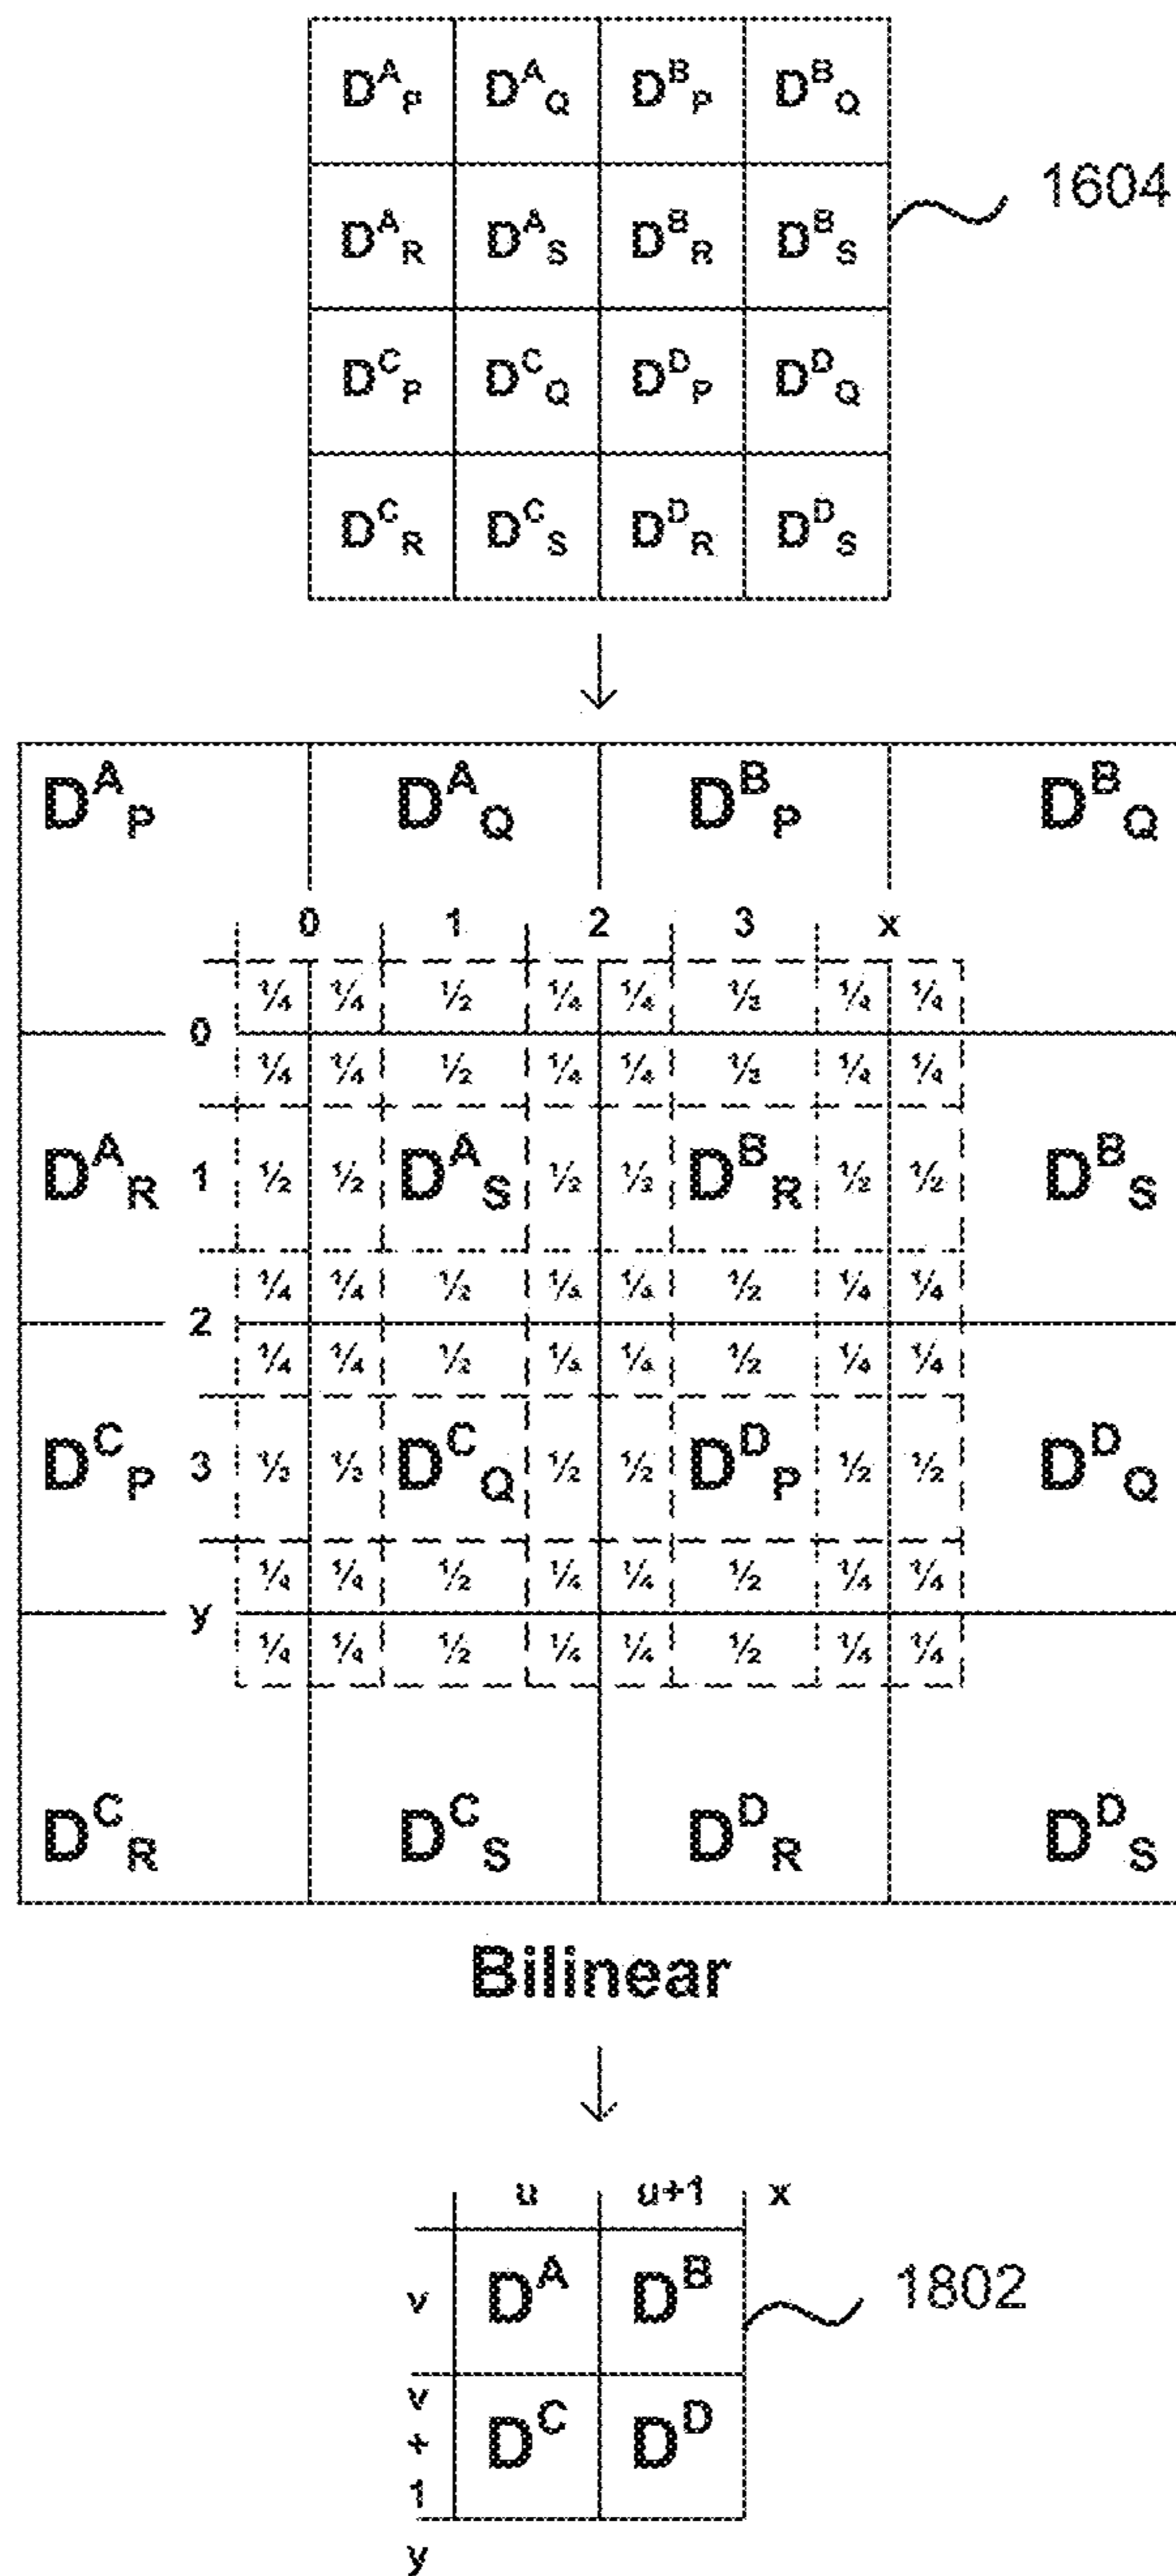 D^A_P D^A_Q D^B_P D^B_Q
1604
D^A_R D^A_S D^B_R D^B_S
D^C_P D^C_Q D^D_P D^D_Q
D^C_R D^C_S D^D_R D^D_S
D^A_P D^A_Q D^B_P D^B_Q
0 1 2 3 x
¼ ¼ ½ ¼ ¼ ½ ¼ ¼
0
¼ ¼ ½ ¼ ¼ ½ ¼ ¼
D^A_R 1 ½ ½ D^A_S ½ ½ D^B_R ½ ½ D^B_S
¼ ¼ ½ ¼ ¼ ½ ¼ ¼
2
¼ ¼ ½ ¼ ¼ ½ ¼ ¼
D^C_P 3 ½ ½ D^C_Q ½ ½ D^D_P ½ ½ D^D_Q
¼ ¼ ½ ¼ ¼ ½ ¼ ¼
y
¼ ¼ ½ ¼ ¼ ½ ¼ ¼
D^C_R D^C_S D^D_R D^D_S
Bilinear
u u+1 x
v D^A D^B
1802
v+1 D^C D^D
y